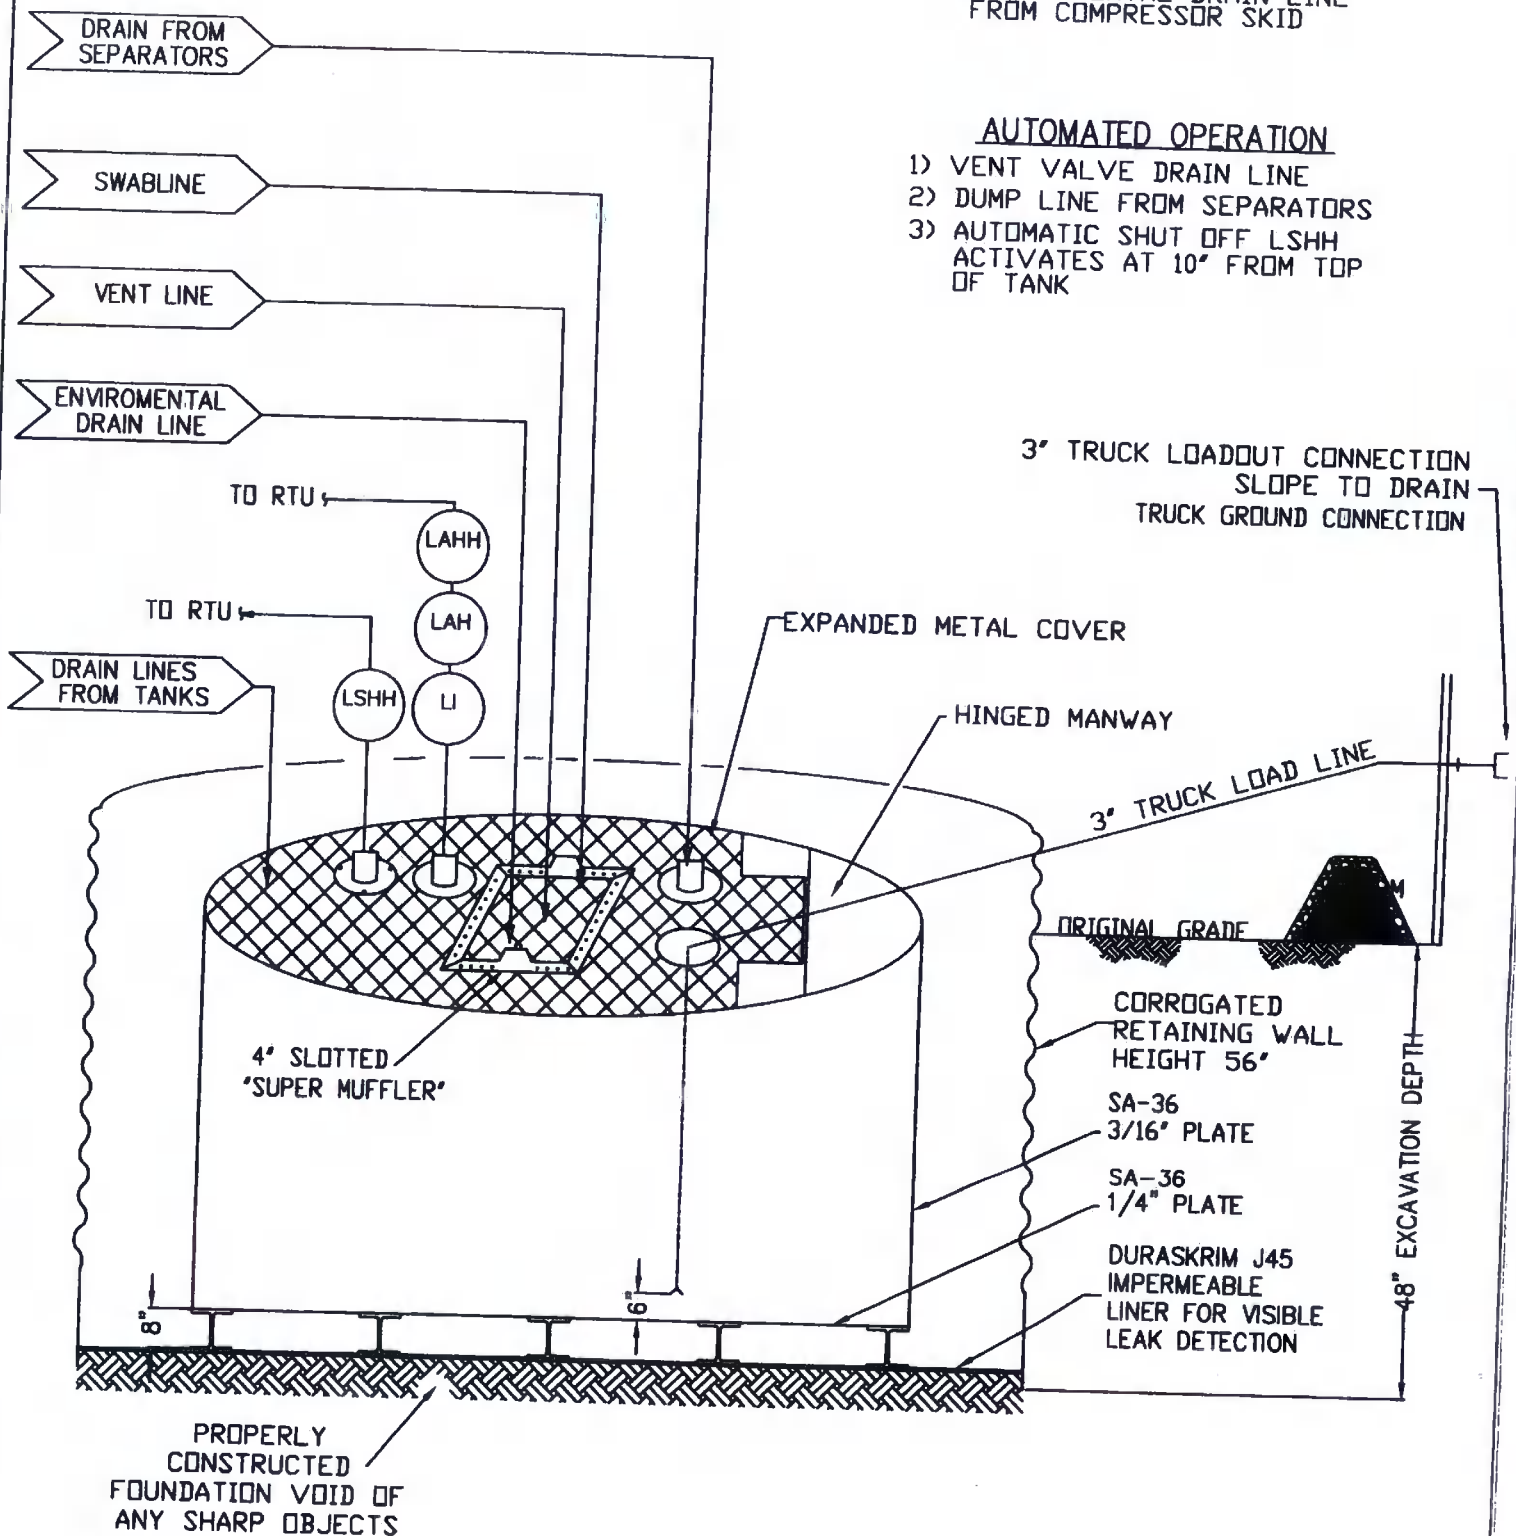 FROM COMPRESSOR SKID
DRAIN FROM
SEPARATORS
AUTOMATED OPERATION
1) VENT VALVE DRAIN LINE
2) DUMP LINE FROM SEPARATORS
3) AUTOMATIC SHUT OFF LSHH
ACTIVATES AT 10" FROM TOP
OF TANK
SWABLINE
VENT LINE
ENVIROMENTAL
DRAIN LINE
3" TRUCK LOADOUT CONNECTION
SLOPE TO DRAIN
TRUCK GROUND CONNECTION
TO RTU
LAHH
TO RTU
LAH
EXPANDED METAL COVER
DRAIN LINES
FROM TANKS
LSHH
LI
HINGED MANWAY
3" TRUCK LOAD LINE
M
ORIGINAL GRADE
CORROGATED
RETAINING WALL
HEIGHT 56"
4" SLOTTED
"SUPER MUFFLER"
SA-36
3/16" PLATE
SA-36
1/4" PLATE
48" EXCAVATION DEPTH
DURASKRIM J45
IMPERMEABLE
LINER FOR VISIBLE
LEAK DETECTION
8"
6"
PROPERLY
CONSTRUCTED
FOUNDATION VOID OF
ANY SHARP OBJECTS